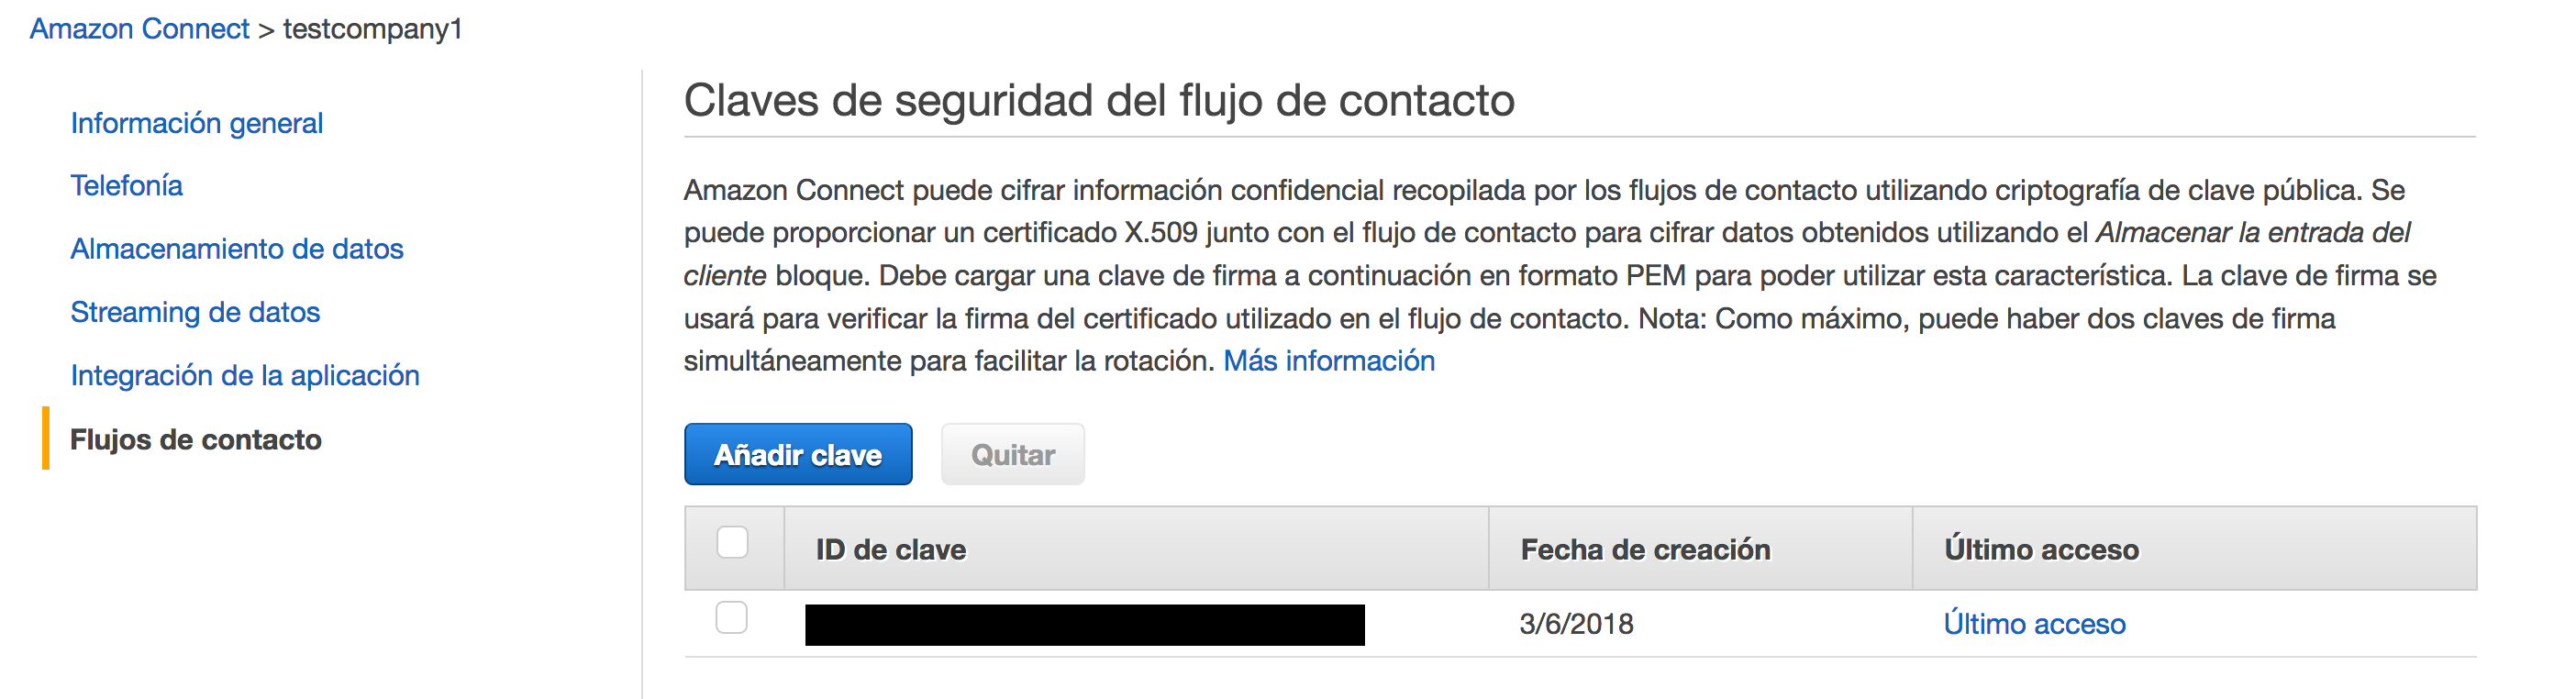 Amazon Connect > testcompany1
Información general
Telefonía
Almacenamiento de datos
Streaming de datos
Integración de la aplicación
Flujos de contacto
Claves de seguridad del flujo de contacto
Amazon Connect puede cifrar información confidencial recopilada por los flujos de contacto utilizando criptografía de clave pública. Se
puede proporcionar un certificado X.509 junto con el flujo de contacto para cifrar datos obtenidos utilizando el Almacenar la entrada del
cliente bloque. Debe cargar una clave de firma a continuación en formato PEM para poder utilizar esta característica. La clave de firma se
usará para verificar la firma del certificado utilizado en el flujo de contacto. Nota: Como máximo, puede haber dos claves de firma
simultáneamente para facilitar la rotación. Más información
Añadir clave Quitar
ID de clave Fecha de creación Último acceso
3/6/2018 Último acceso